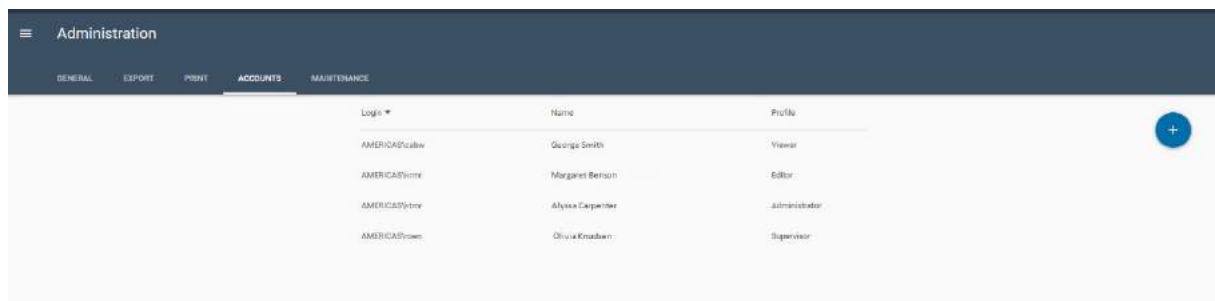 Administration
GENERAL EXPORT PRINT ACCOUNTS MAINTENANCE
Login Name Profile
George Smith Viewer
Margaret Benson Editor
Alyssa Carpenter Administrator
Olivia Knudsen Supervisor